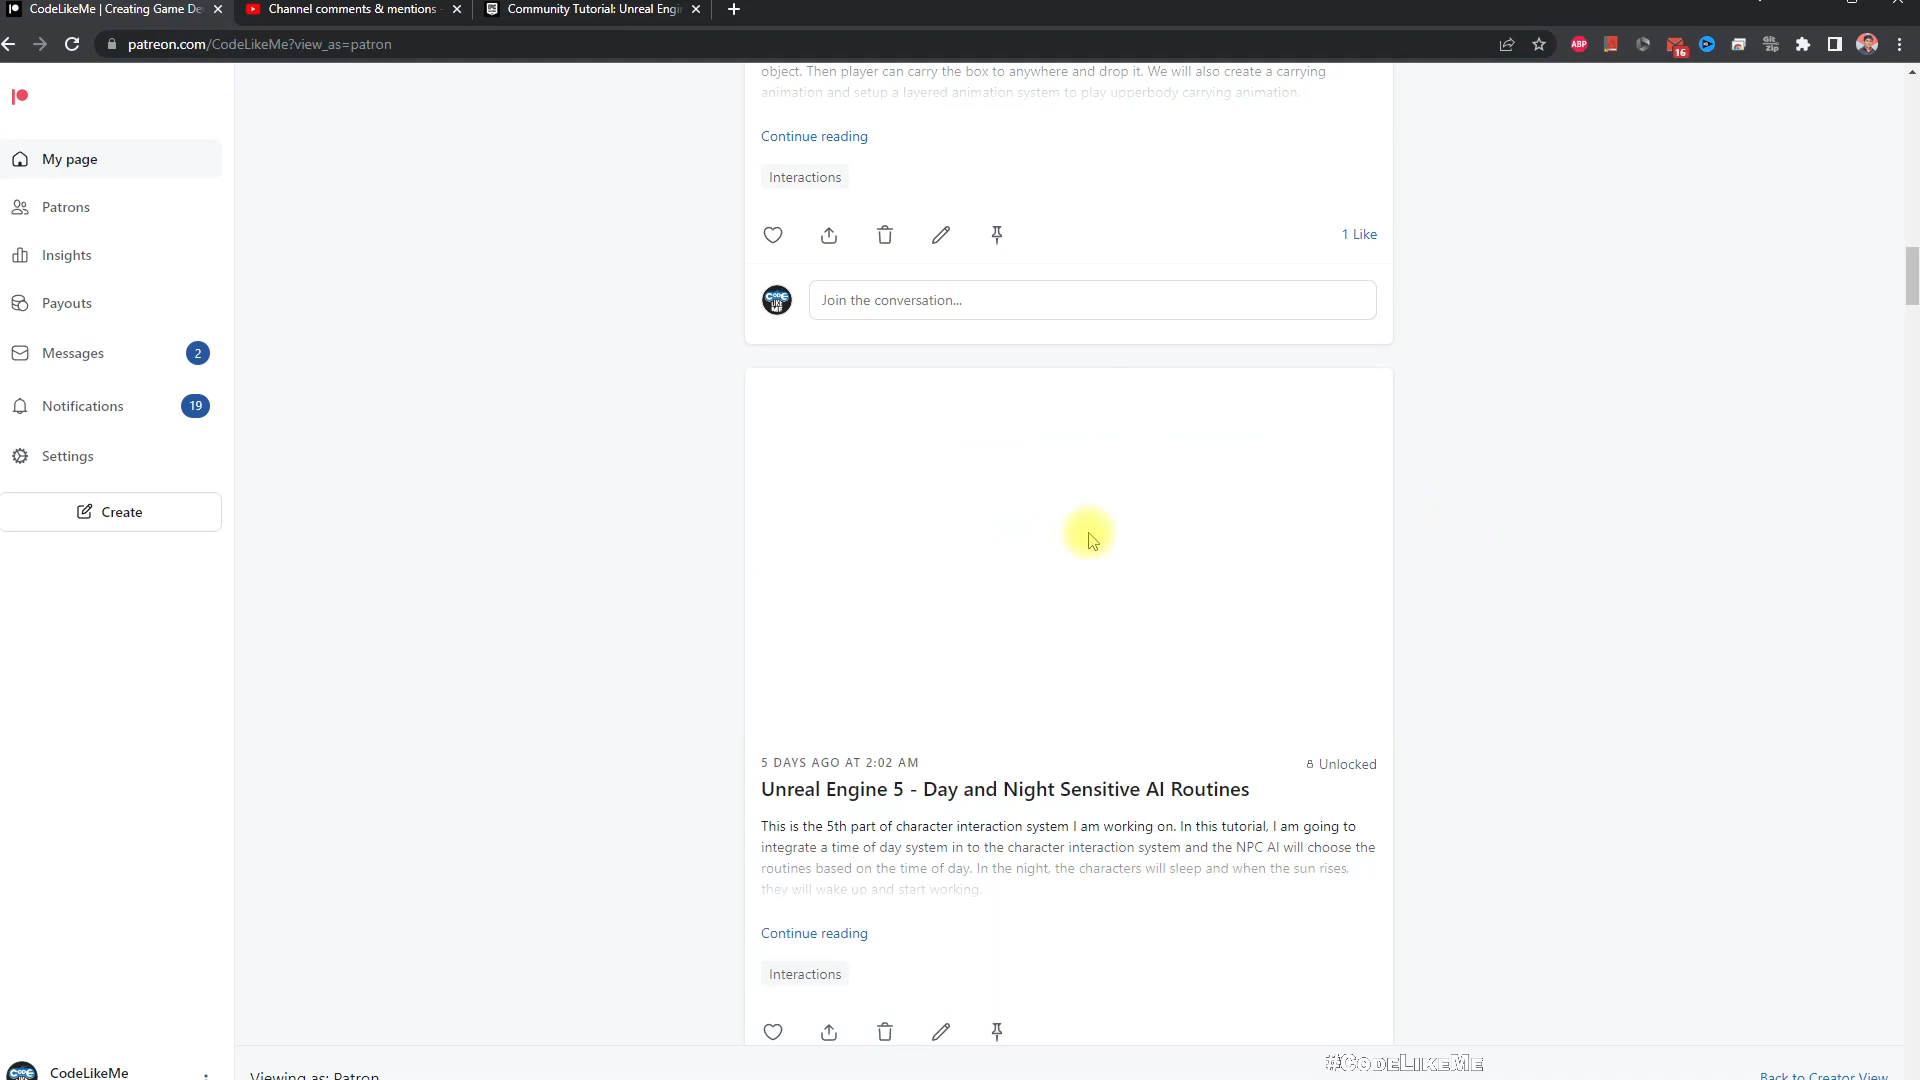 CodeLikeMe | Creating Game De
Channel comments & mentions -
Community Tutorial: Unreal Engin
patreon.com/CodeLikeMe?view_as=patron
ABP
16
Git
Zip
My page
Patrons
Insights
Payouts
Messages
2
Notifications
19
Settings
Create
CodeLikeMe
object. Then player can carry the box to anywhere and drop it. We will also create a carrying
animation and setup a layered animation system to play upperbody carrying animation.
Continue reading
Interactions
1 Like
CODE
LIKE
ME
Join the conversation...
5 DAYS AGO AT 2:02 AM
Unlocked
Unreal Engine 5 - Day and Night Sensitive AI Routines
This is the 5th part of character interaction system I am working on. In this tutorial, I am going to
integrate a time of day system in to the character interaction system and the NPC AI will choose the
routines based on the time of day. In the night, the characters will sleep and when the sun rises,
they will wake up and start working.
Continue reading
Interactions
Viewing as: Patron
#CodeLikeMe
Back to Creator View